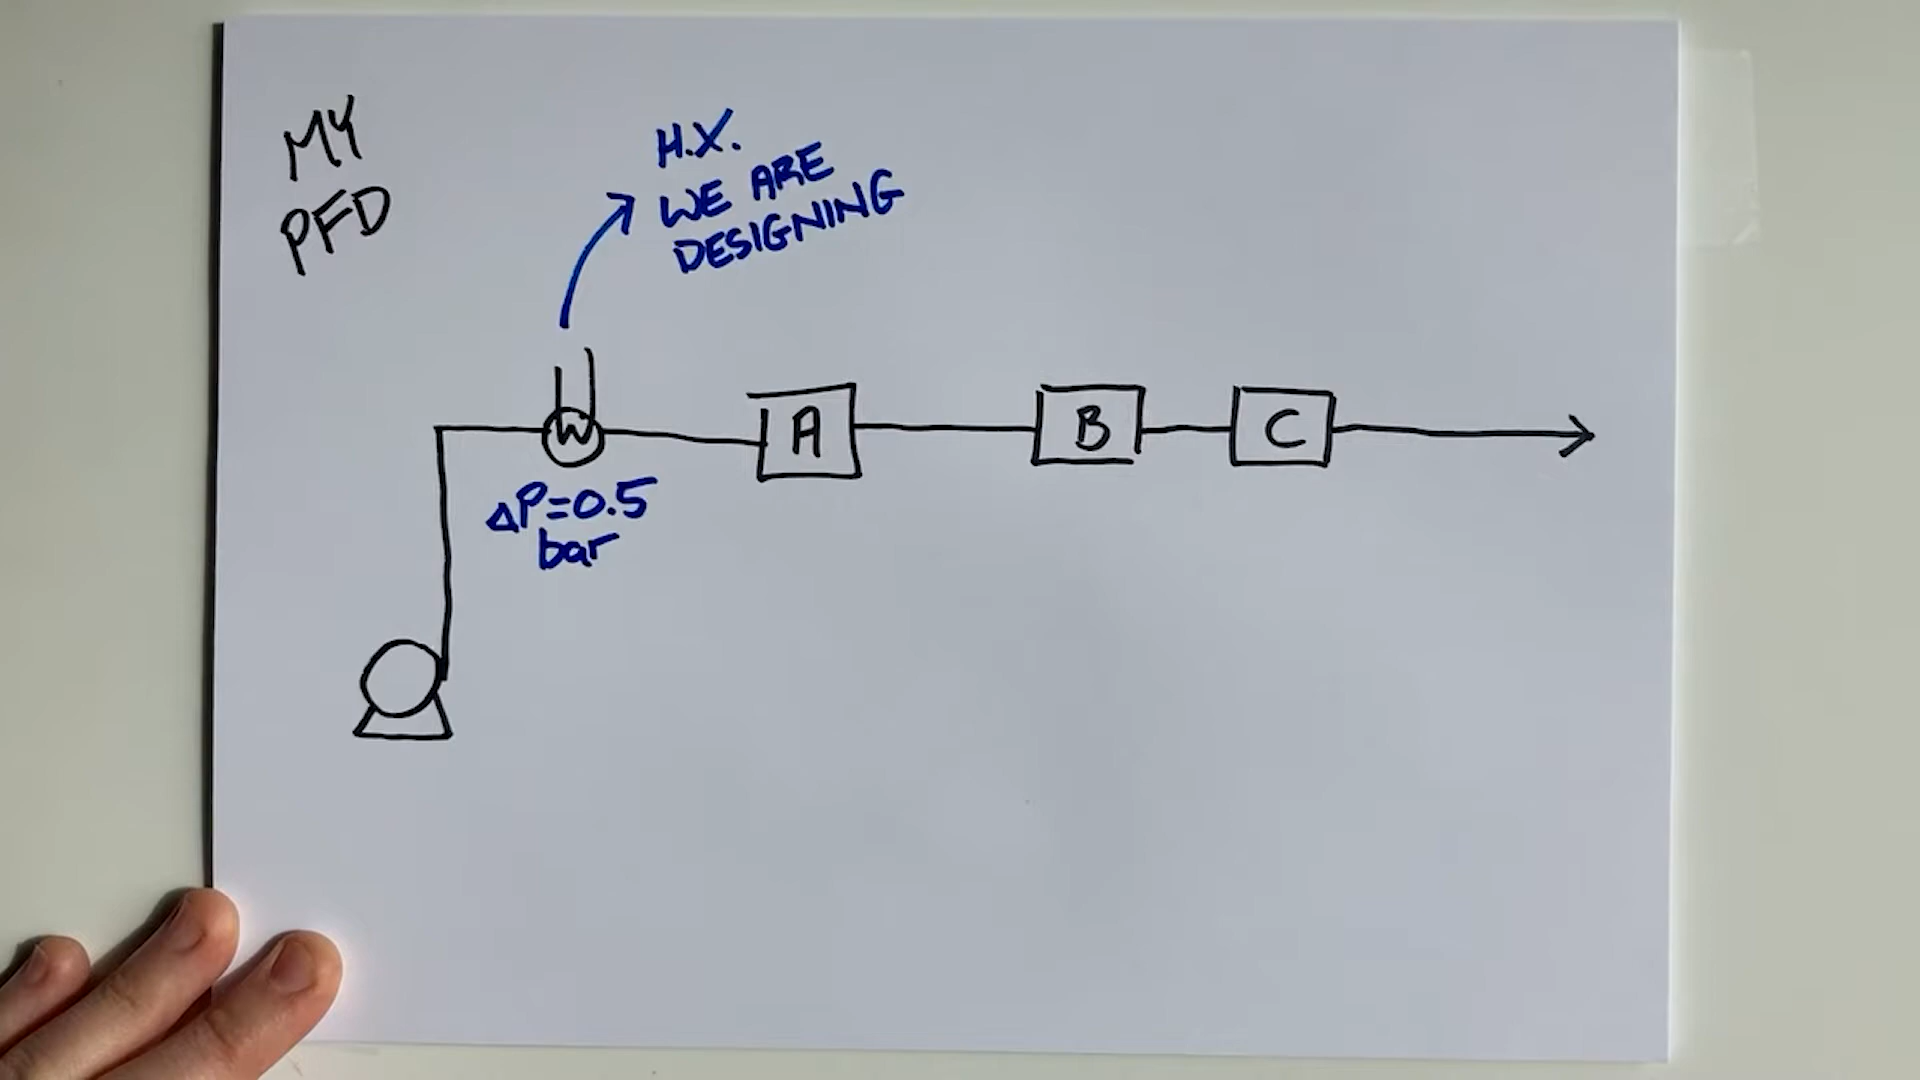 MY
PFD
H.X.
WE ARE
DESIGNING
A
B
C
ΔP=0.5
bar